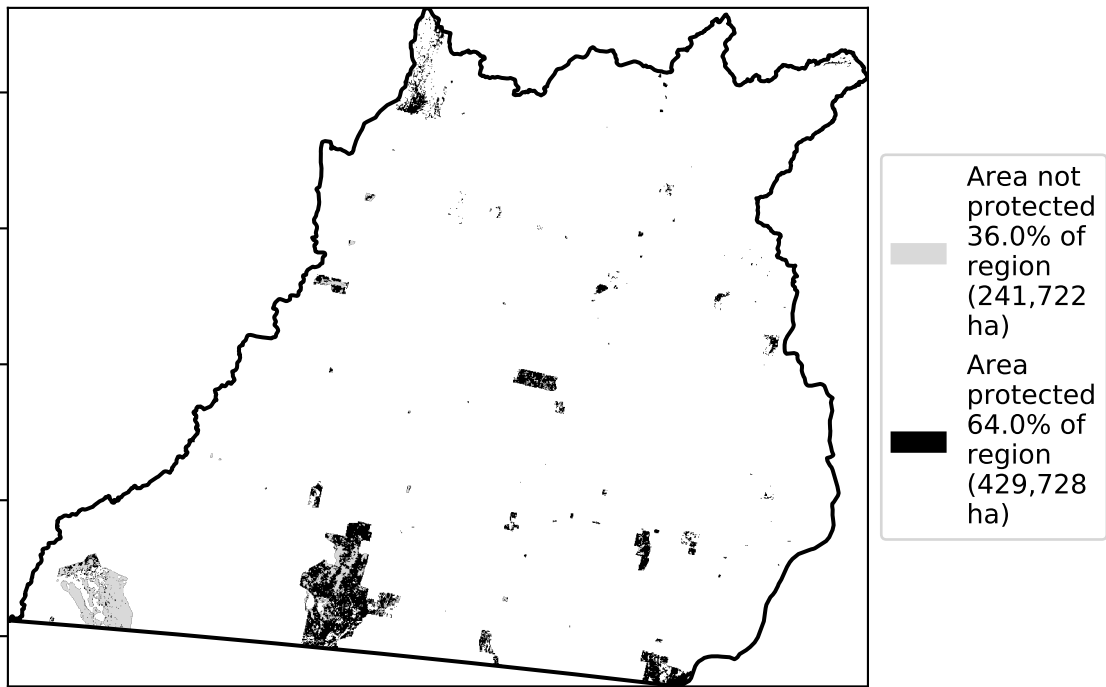 Area not
protected
36.0% of
region
(241,722
ha)
Area
protected
64.0% of
region
(429,728
ha)